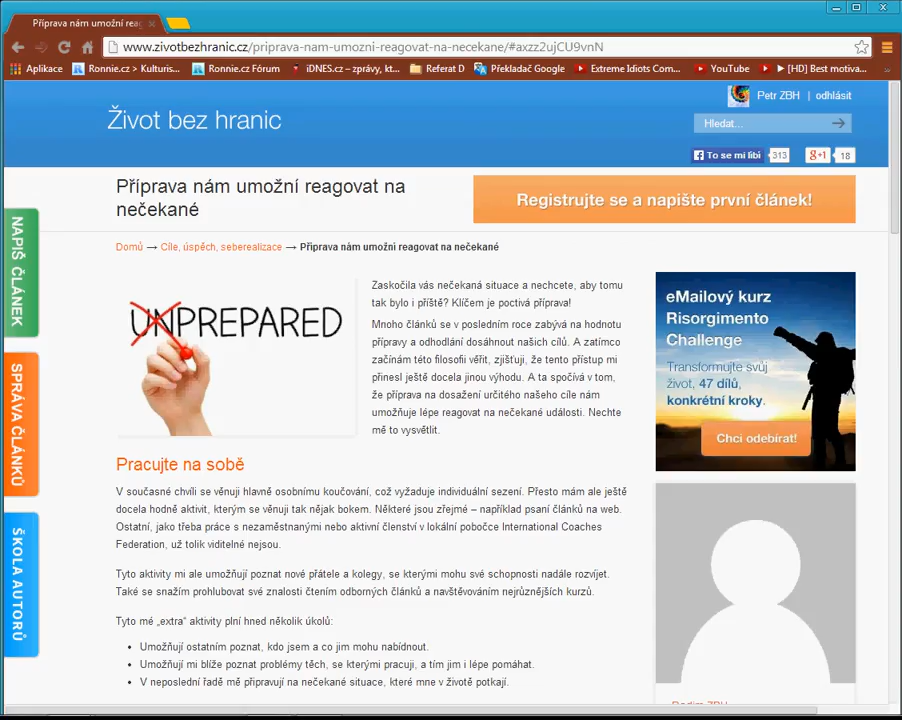 Příprava nám umožní reag
www.zivotbezhranic.cz/priprava-nam-umozni-reagovat-na-necekane/#axzz2ujCU9vnN
Aplikace Ronnie.cz > Kulturis... Ronnie.cz Fórum iDNES.cz – zprávy, kt... Referat D Překladač Google Extreme Idiots Com... YouTube ▶ [HD] Best motiva...
Petr ZBH | odhlásit
Život bez hranic
Hledat...
To se mi líbí 313 g+1 18
Příprava nám umožní reagovat na
nečekané
Registrujte se a napište první článek!
NAPIŠ ČLÁNEK
SPRÁVA ČLÁNKŮ
ŠKOLA AUTORŮ
Domů → Cíle, úspěch, seberealizace → Příprava nám umožní reagovat na nečekané
UNPREPARED
Zaskočila vás nečekaná situace a nechcete, aby tomu
tak bylo i příště? Klíčem je poctivá příprava!
Mnoho článků se v posledním roce zabývá na hodnotu
přípravy a odhodlání dosáhnout našich cílů. A zatímco
začínám této filosofii věřit, zjišťuji, že tento přístup mi
přinesl ještě docela jinou výhodu. A ta spočívá v tom,
že příprava na dosažení určitého našeho cíle nám
umožňuje lépe reagovat na nečekané události. Nechte
mě to vysvětlit.
eMailový kurz
Risorgimento
Challenge
Transformujte svůj
život, 47 dílů,
konkrétní kroky.
Chci odebírat!
Pracujte na sobě
V současné chvíli se věnuji hlavně osobnímu koučování, což vyžaduje individuální sezení. Přesto mám ale ještě
docela hodně aktivit, kterým se věnuji tak nějak bokem. Některé jsou zřejmé – například psaní článků na web.
Ostatní, jako třeba práce s nezaměstnanými nebo aktivní členství v lokální pobočce International Coaches
Federation, už tolik viditelné nejsou.
Tyto aktivity mi ale umožňují poznat nové přátele a kolegy, se kterými mohu své schopnosti nadále rozvíjet.
Také se snažím prohlubovat své znalosti čtením odborných článků a navštěvováním nejrůznějších kurzů.
Tyto mé „extra“ aktivity plní hned několik úkolů:
• Umožňují ostatním poznat, kdo jsem a co jim mohu nabídnout.
• Umožňují mi blíže poznat problémy těch, se kterými pracuji, a tím jim i lépe pomáhat.
• V neposlední řadě mě připravují na nečekané situace, které mne v životě potkají.
Radim ZBH